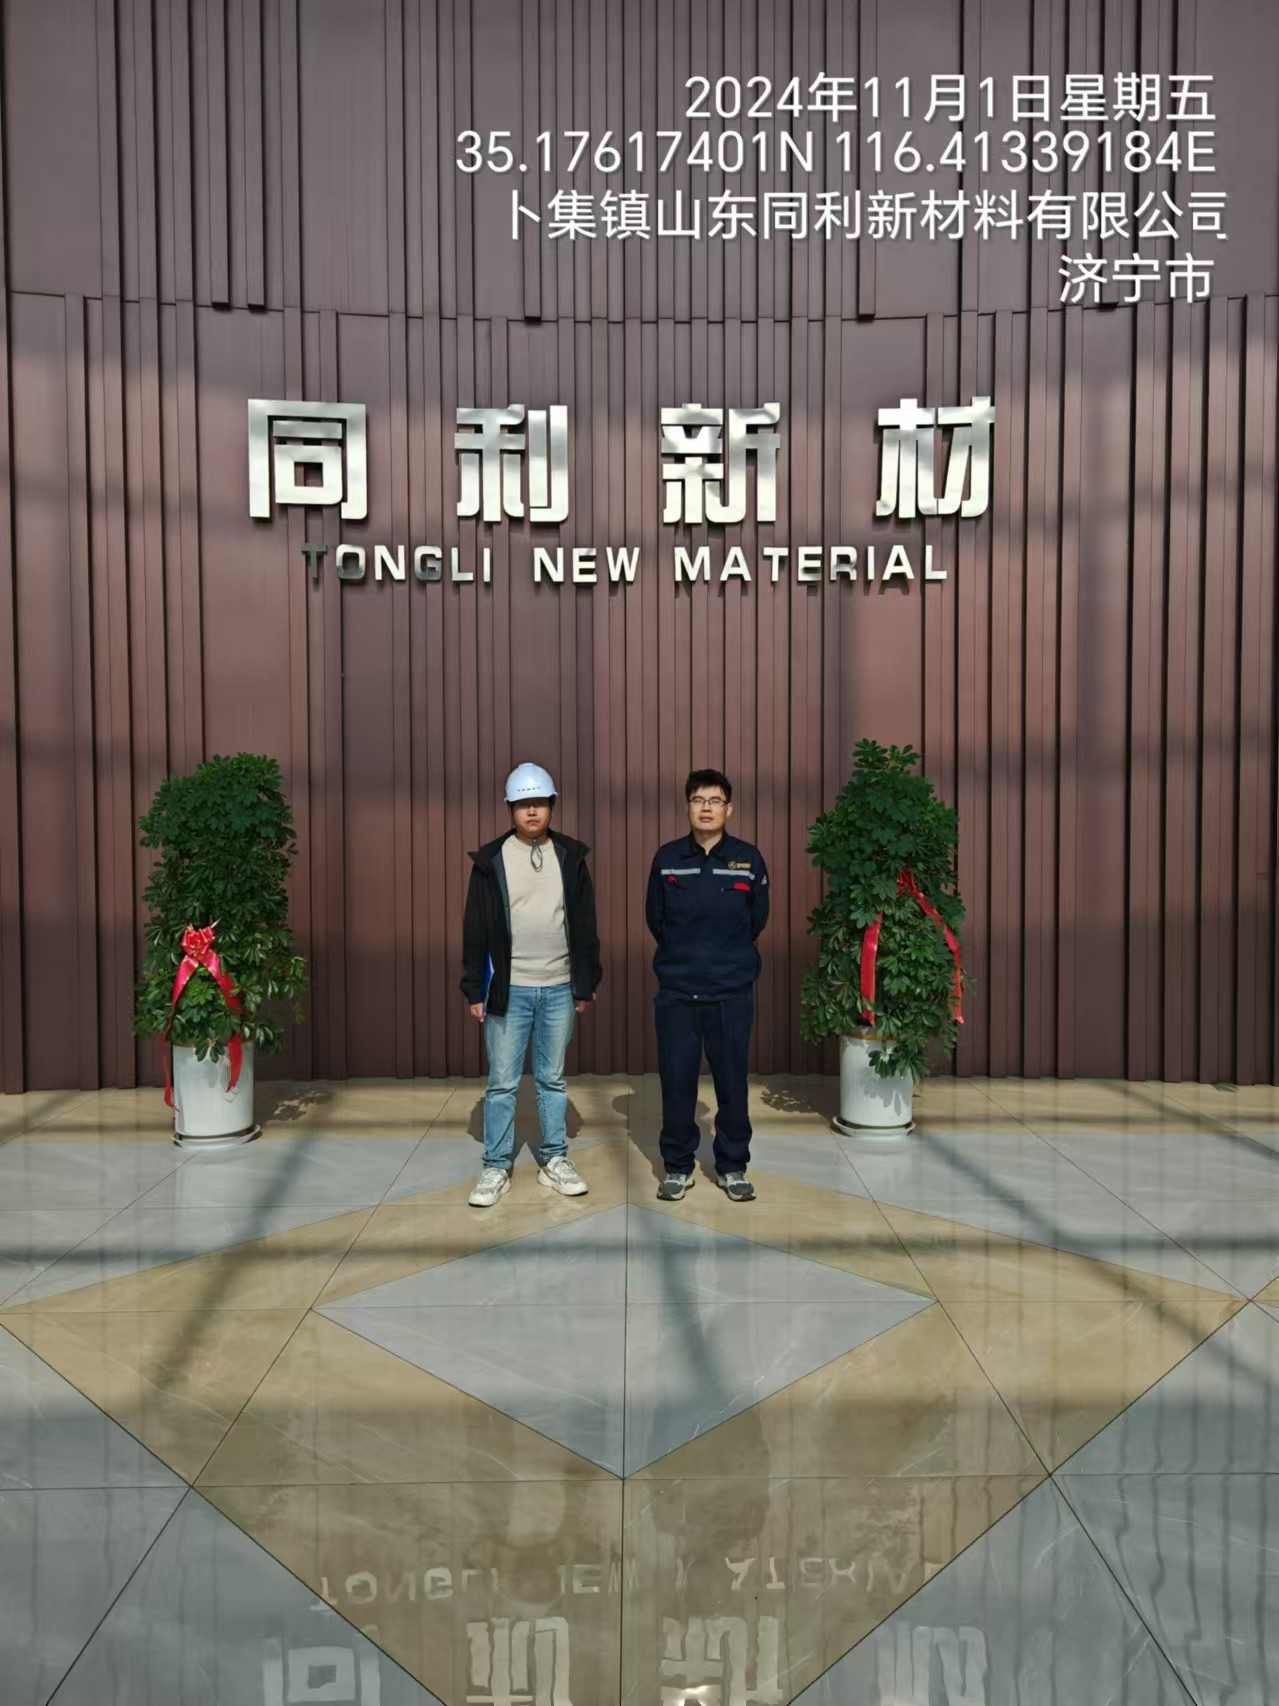 2024年11月1日星期五
35.17617401N 116.41339184E
卜集镇山东同利新材料有限公司
济宁市
同利新材
TONGLI NEW MATERIAL